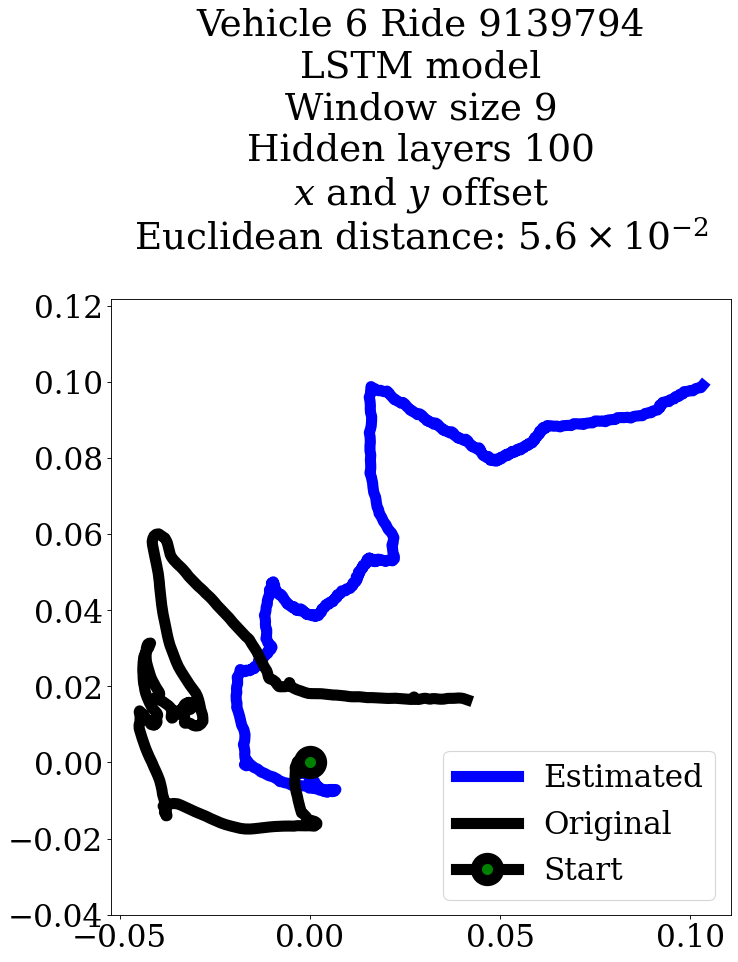 Vehicle 6 Ride 9139794
LSTM model
Window size 9
Hidden layers 100
x and y offset
Euclidean distance: 5.6 × 10⁻²
0.12
0.10
0.08
0.06
0.04
0.02
0.00
−0.02
−0.04
Estimated
Original
Start
−0.05 0.00 0.05 0.10